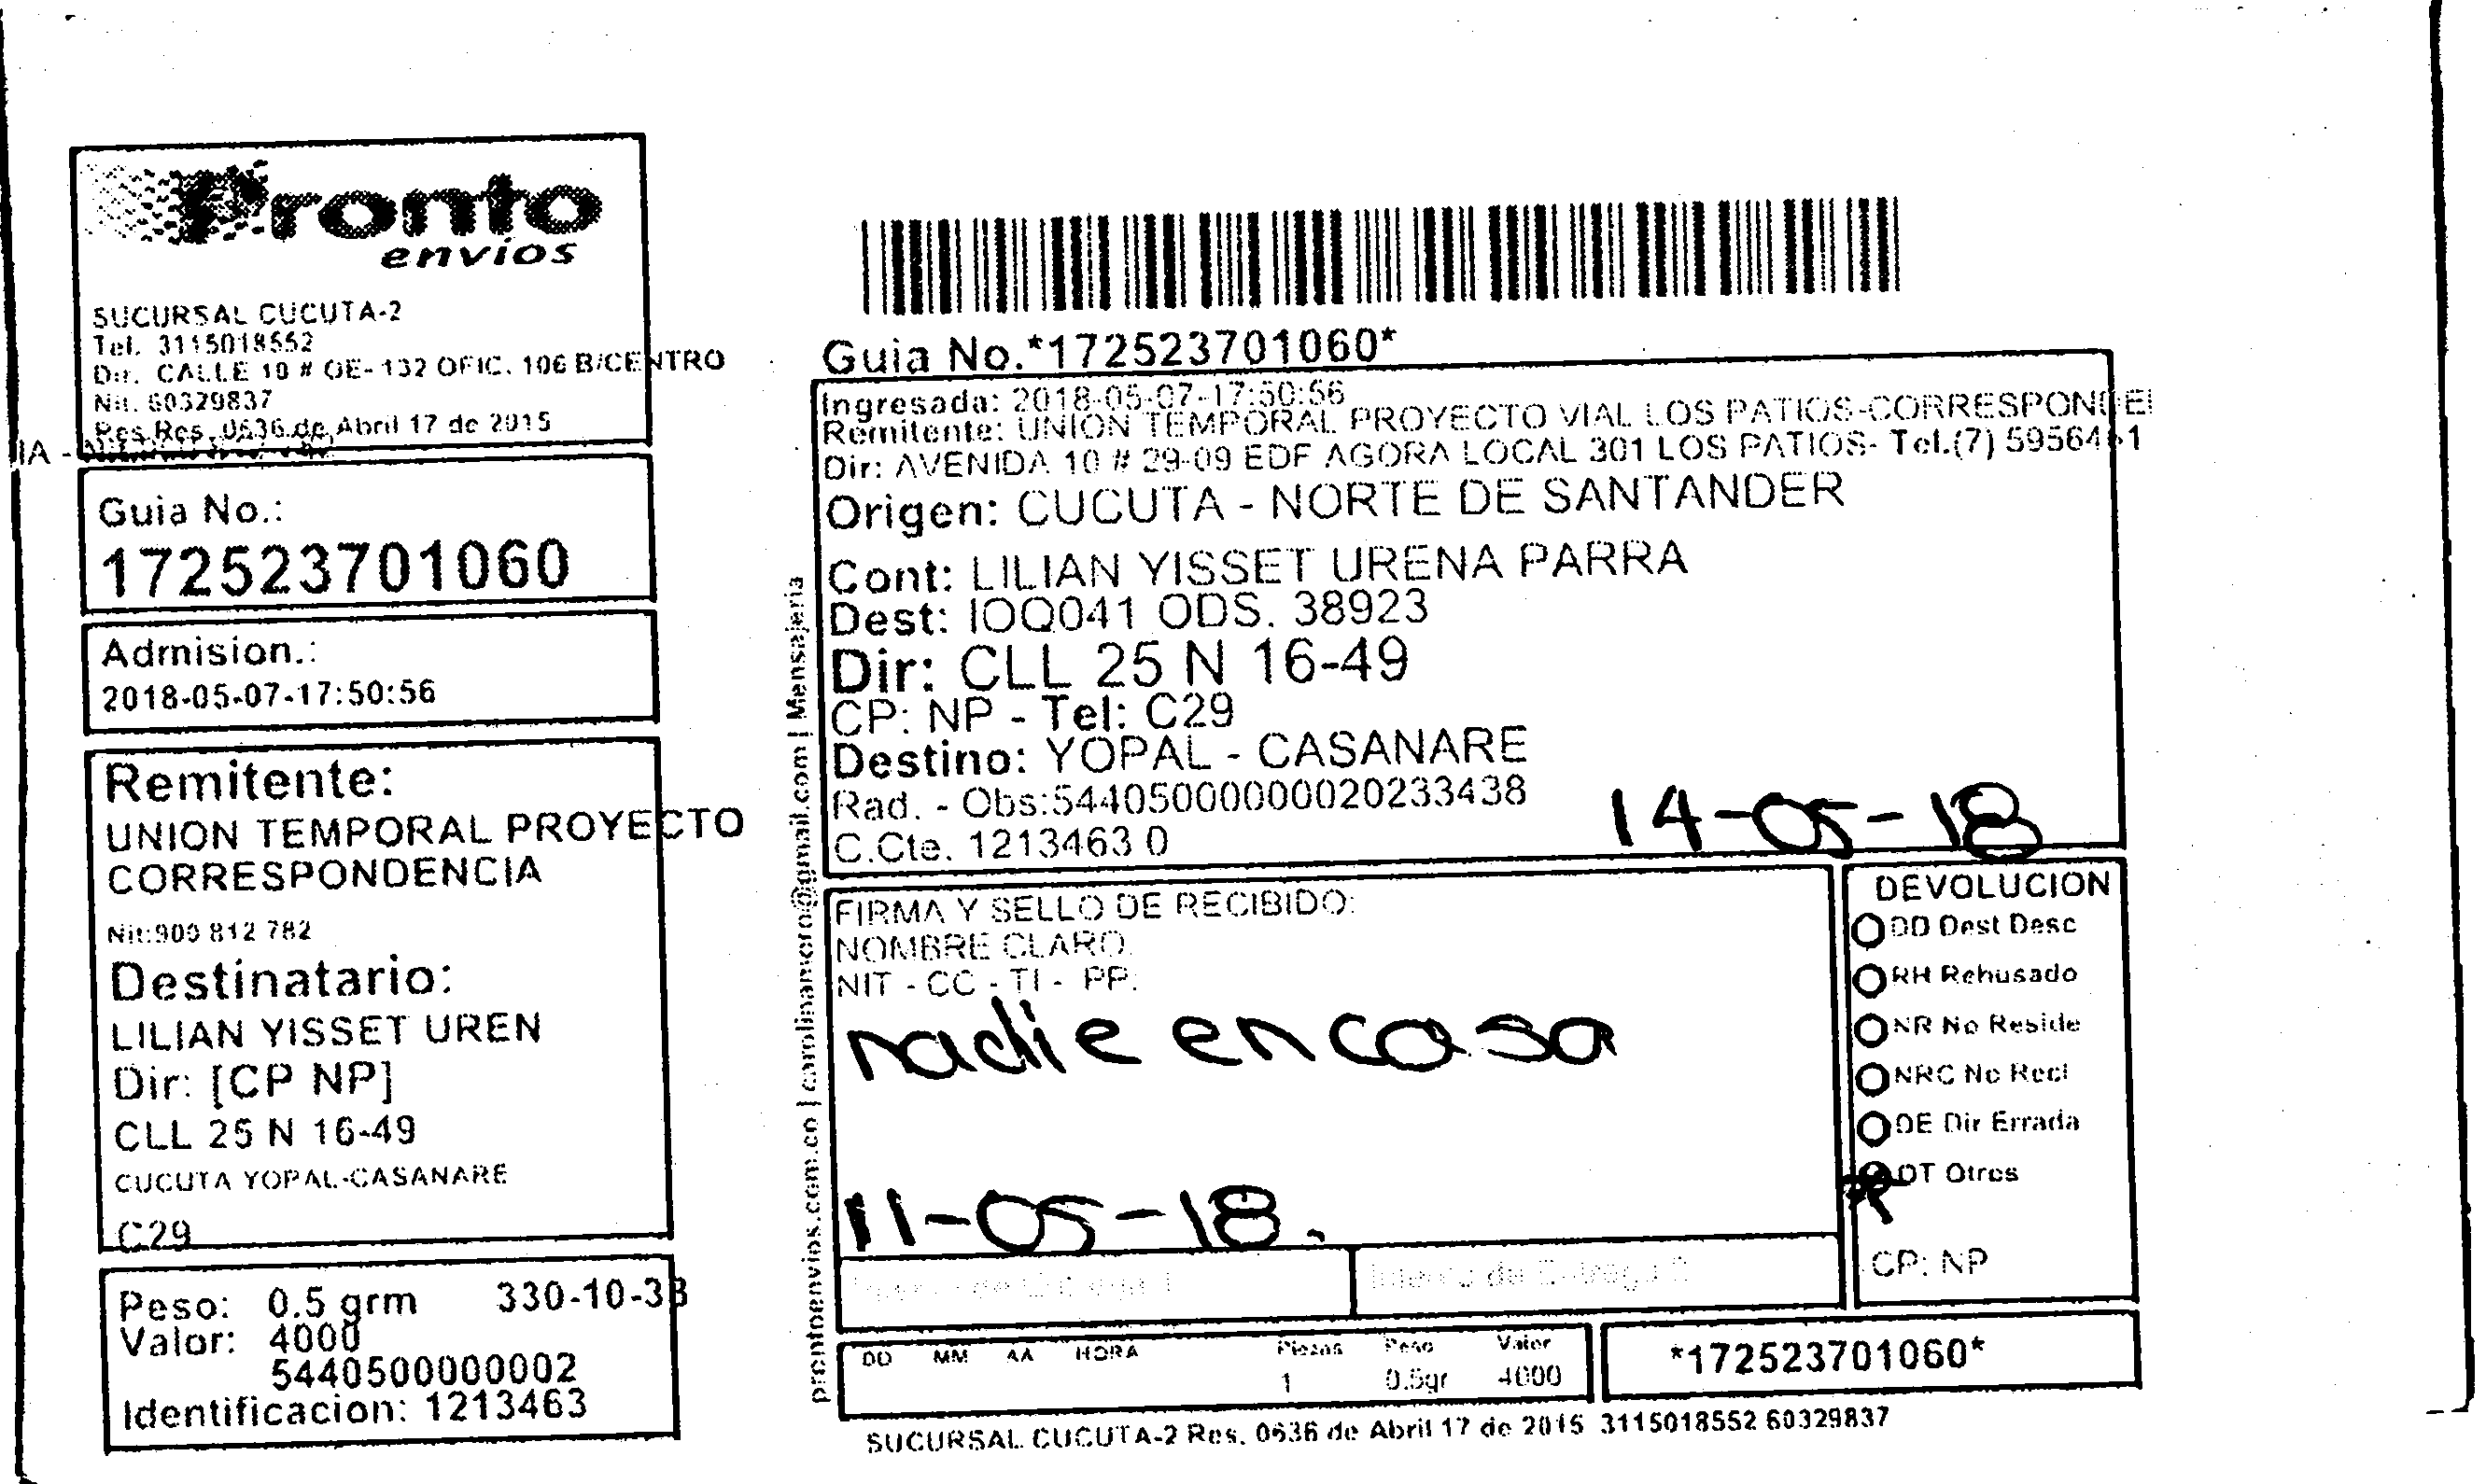 Pronto
envíos
SUCURSAL CUCUTA-2
Tel. 3115018552
Dir. CALLE 10 # OE-132 OFIC. 106 B/CENTRO
Nit. 60329837
Res Res. 0636 de Abril 17 de 2015
Guia No.:
172523701060
Admision.:
2018-05-07-17:50:56
Remitente:
UNION TEMPORAL PROYECTO
CORRESPONDENCIA
Nit:900 812 782
Destinatario:
LILIAN YISSET UREN
Dir: [CP NP]
CLL 25 N 16-49
CUCUTA YOPAL-CASANARE
C29
Peso: 0.5 grm 330-10-33
Valor: 4000
5440500000002
Identificacion: 1213463
prontoenvios.com.co | carolinamoro@gmail.com | Mensajeria
Guia No.*172523701060*
Ingresada: 2018-05-07-17:50:56
Remitente: UNION TEMPORAL PROYECTO VIAL LOS PATIOS-CORRESPONDE
Dir: AVENIDA 10 # 29-09 EDF AGORA LOCAL 301 LOS PATIOS- Tel.(7) 5956461
Origen: CUCUTA - NORTE DE SANTANDER
Cont: LILIAN YISSET URENA PARRA
Dest: IOQ041 ODS. 38923
Dir: CLL 25 N 16-49
CP: NP - Tel: C29
Destino: YOPAL - CASANARE
Rad. - Obs:544050000000020233438
C.Cte. 1213463 0
14-05-18
FIRMA Y SELLO DE RECIBIDO:
NOMBRE CLARO.
NIT - CC - TI - PP:
nadie en casa
11-05-18.
Intento de Entrega
DEVOLUCION
DD Dest Desc
RH Rehusado
NR No Reside
NRC No Recl
DE Dir Errada
OT Otros
CP: NP
DD MM AA HORA Piezas Peso Valor
1 0.5gr 4000
*172523701060*
SUCURSAL CUCUTA-2 Res. 0636 de Abril 17 de 2015 3115018552 60329837